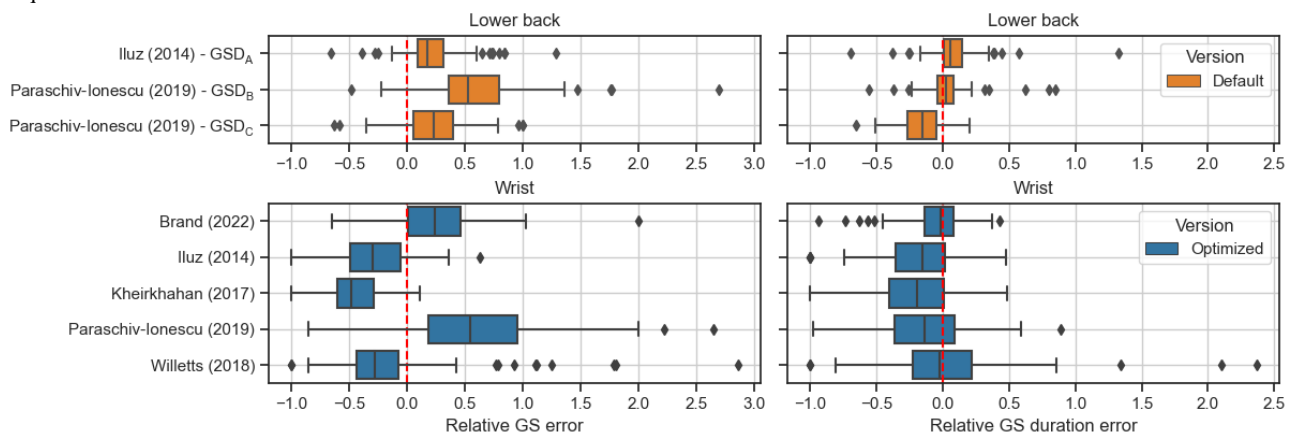 Lower back
Lower back
Iluz (2014) - GSD_A
Paraschiv-Ionescu (2019) - GSD_B
Paraschiv-Ionescu (2019) - GSD_C
Version
Default
−1.0 −0.5 0.0 0.5 1.0 1.5 2.0 2.5 3.0
−1.0 −0.5 0.0 0.5 1.0 1.5 2.0 2.5
Wrist
Wrist
Brand (2022)
Iluz (2014)
Kheirkhahan (2017)
Paraschiv-Ionescu (2019)
Willetts (2018)
Version
Optimized
−1.0 −0.5 0.0 0.5 1.0 1.5 2.0 2.5 3.0
−1.0 −0.5 0.0 0.5 1.0 1.5 2.0 2.5
Relative GS error
Relative GS duration error